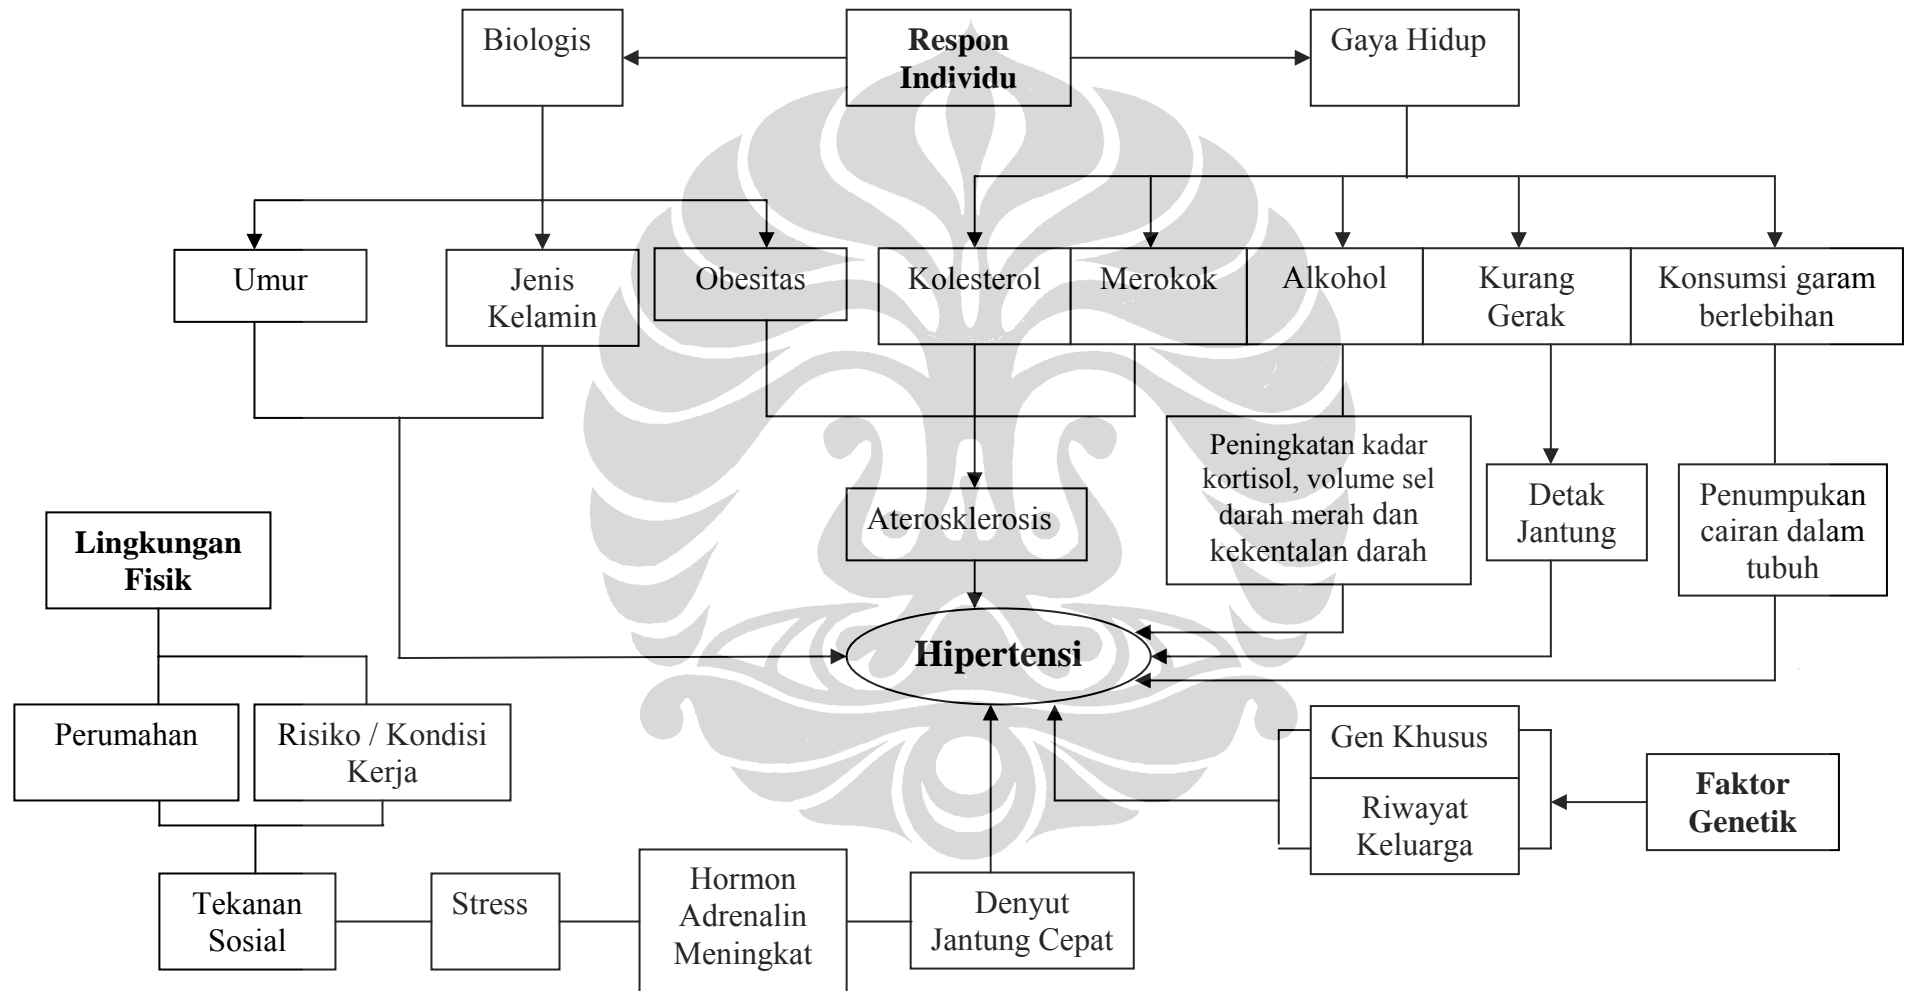 Biologis
Respon
Individu
Gaya Hidup
Umur
Jenis
Kelamin
Obesitas
Kolesterol
Merokok
Alkohol
Kurang
Gerak
Konsumsi garam
berlebihan
Peningkatan kadar
kortisol, volume sel
darah merah dan
kekentalan darah
Aterosklerosis
Detak
Jantung
Penumpukan
cairan dalam
tubuh
Lingkungan
Fisik
Hipertensi
Perumahan
Risiko / Kondisi
Kerja
Gen Khusus
Riwayat
Keluarga
Faktor
Genetik
Tekanan
Sosial
Stress
Hormon
Adrenalin
Meningkat
Denyut
Jantung Cepat